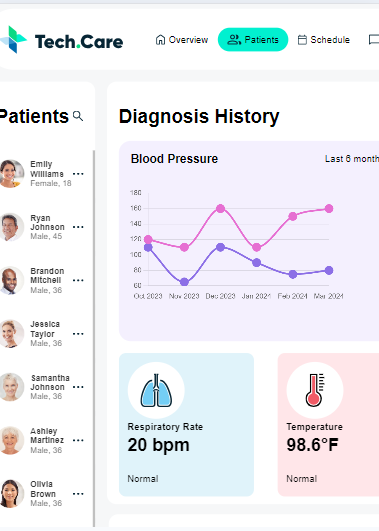 Tech.Care
Overview
Patients
Schedule
Patients
Diagnosis History
Blood Pressure
Last 6 month
180
160
140
120
100
80
60
Oct 2023
Nov 2023
Dec 2023
Jan 2024
Feb 2024
Mar 2024
Emily
Williams
Female, 18
Ryan
Johnson
Male, 45
Brandon
Mitchell
Male, 36
Jessica
Taylor
Male, 36
Samantha
Johnson
Male, 36
Ashley
Martinez
Male, 36
Olivia
Brown
Male, 36
Respiratory Rate
20 bpm
Normal
Temperature
98.6°F
Normal